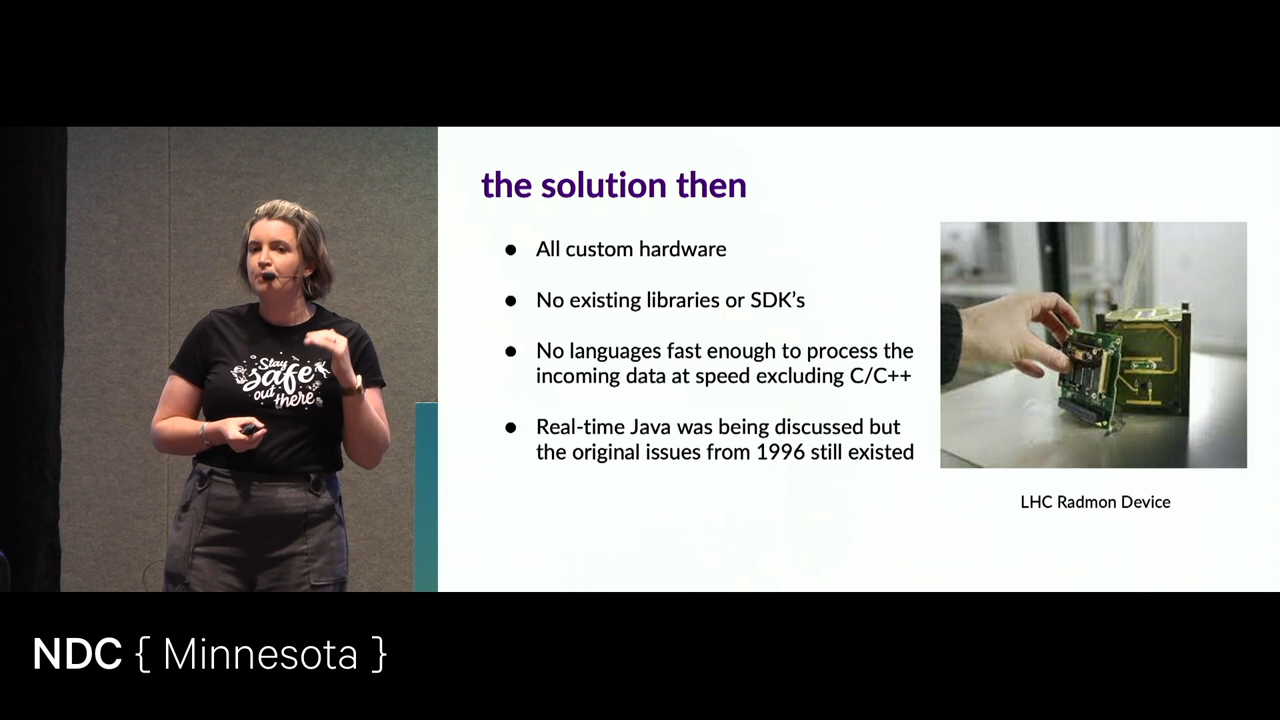 the solution then
● All custom hardware
● No existing libraries or SDK’s
● No languages fast enough to process the
incoming data at speed excluding C/C++
● Real-time Java was being discussed but
the original issues from 1996 still existed
LHC Radmon Device
Stay
safe
out
there
NDC { Minnesota }